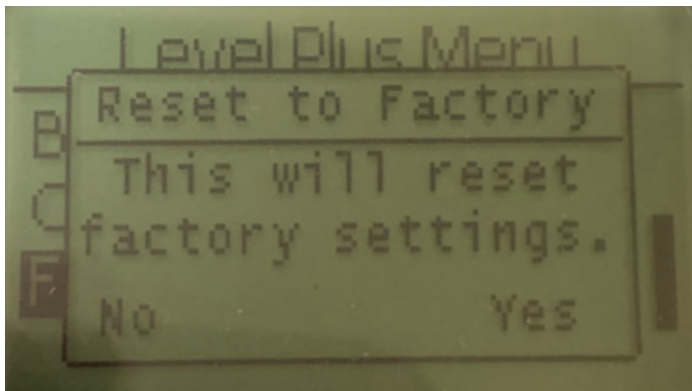 Level Plus Menu
Reset to Factory
This will reset
factory settings.
No Yes